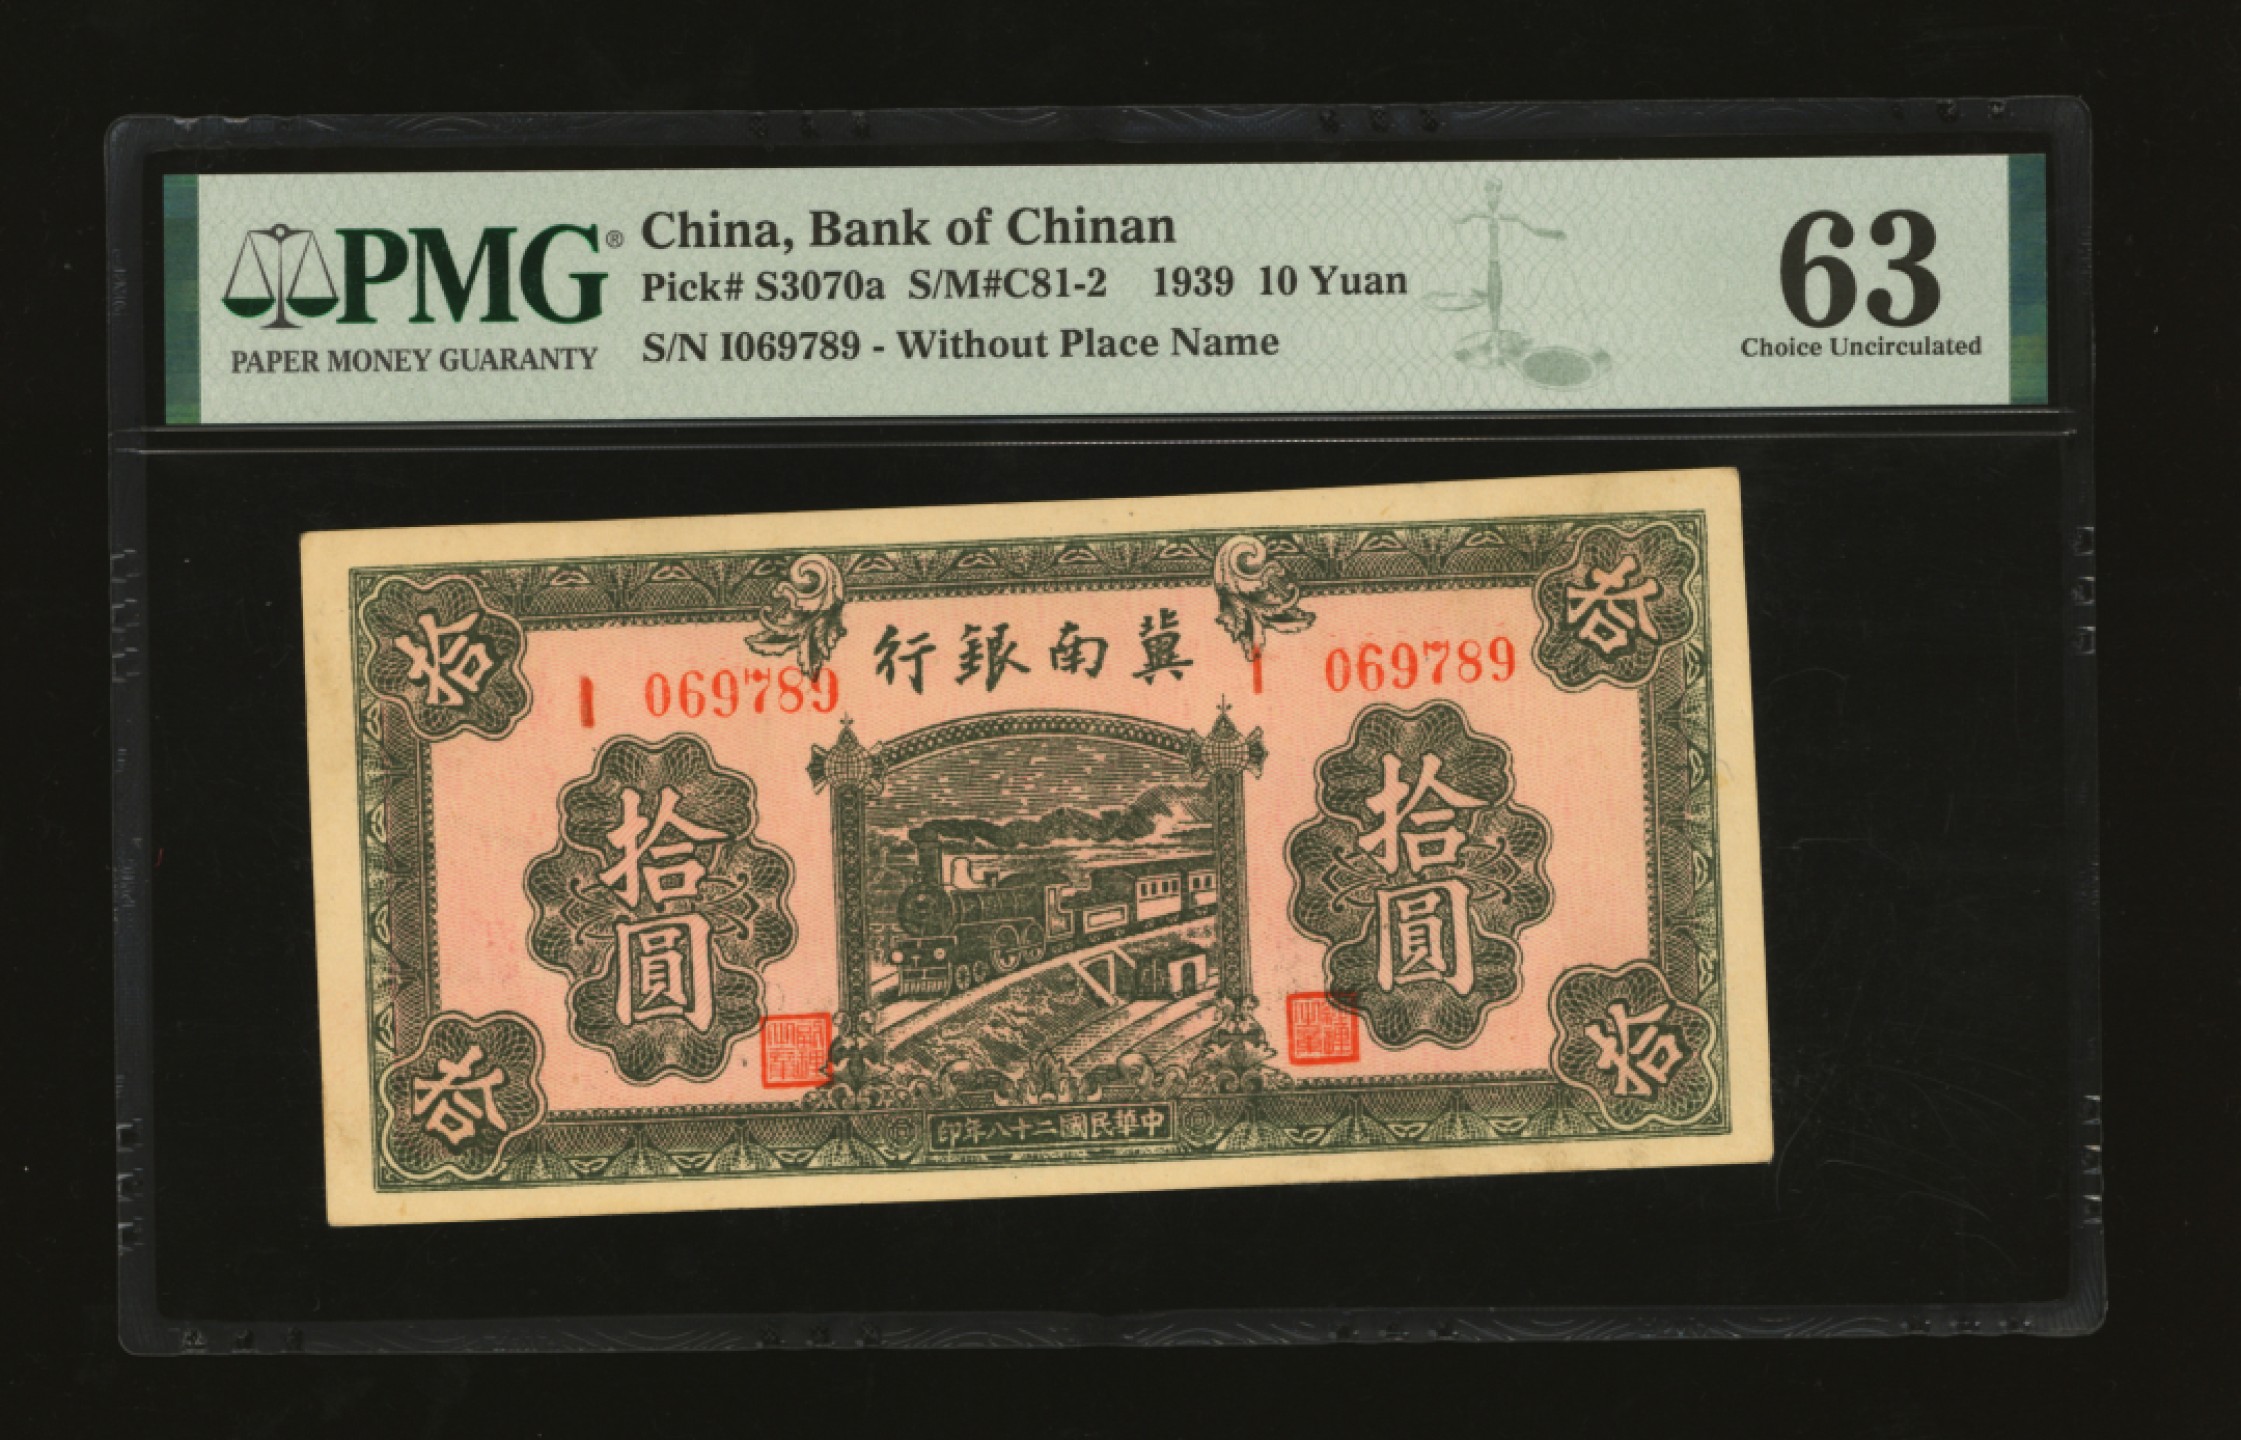 PMG®
PAPER MONEY GUARANTY
China, Bank of Chinan
Pick# S3070a S/M#C81-2 1939 10 Yuan
S/N I069789 - Without Place Name
63
Choice Uncirculated
拾
行銀南冀
拾
I 069789
I 069789
拾圓
拾圓
拾
印年八十二國民華中
拾